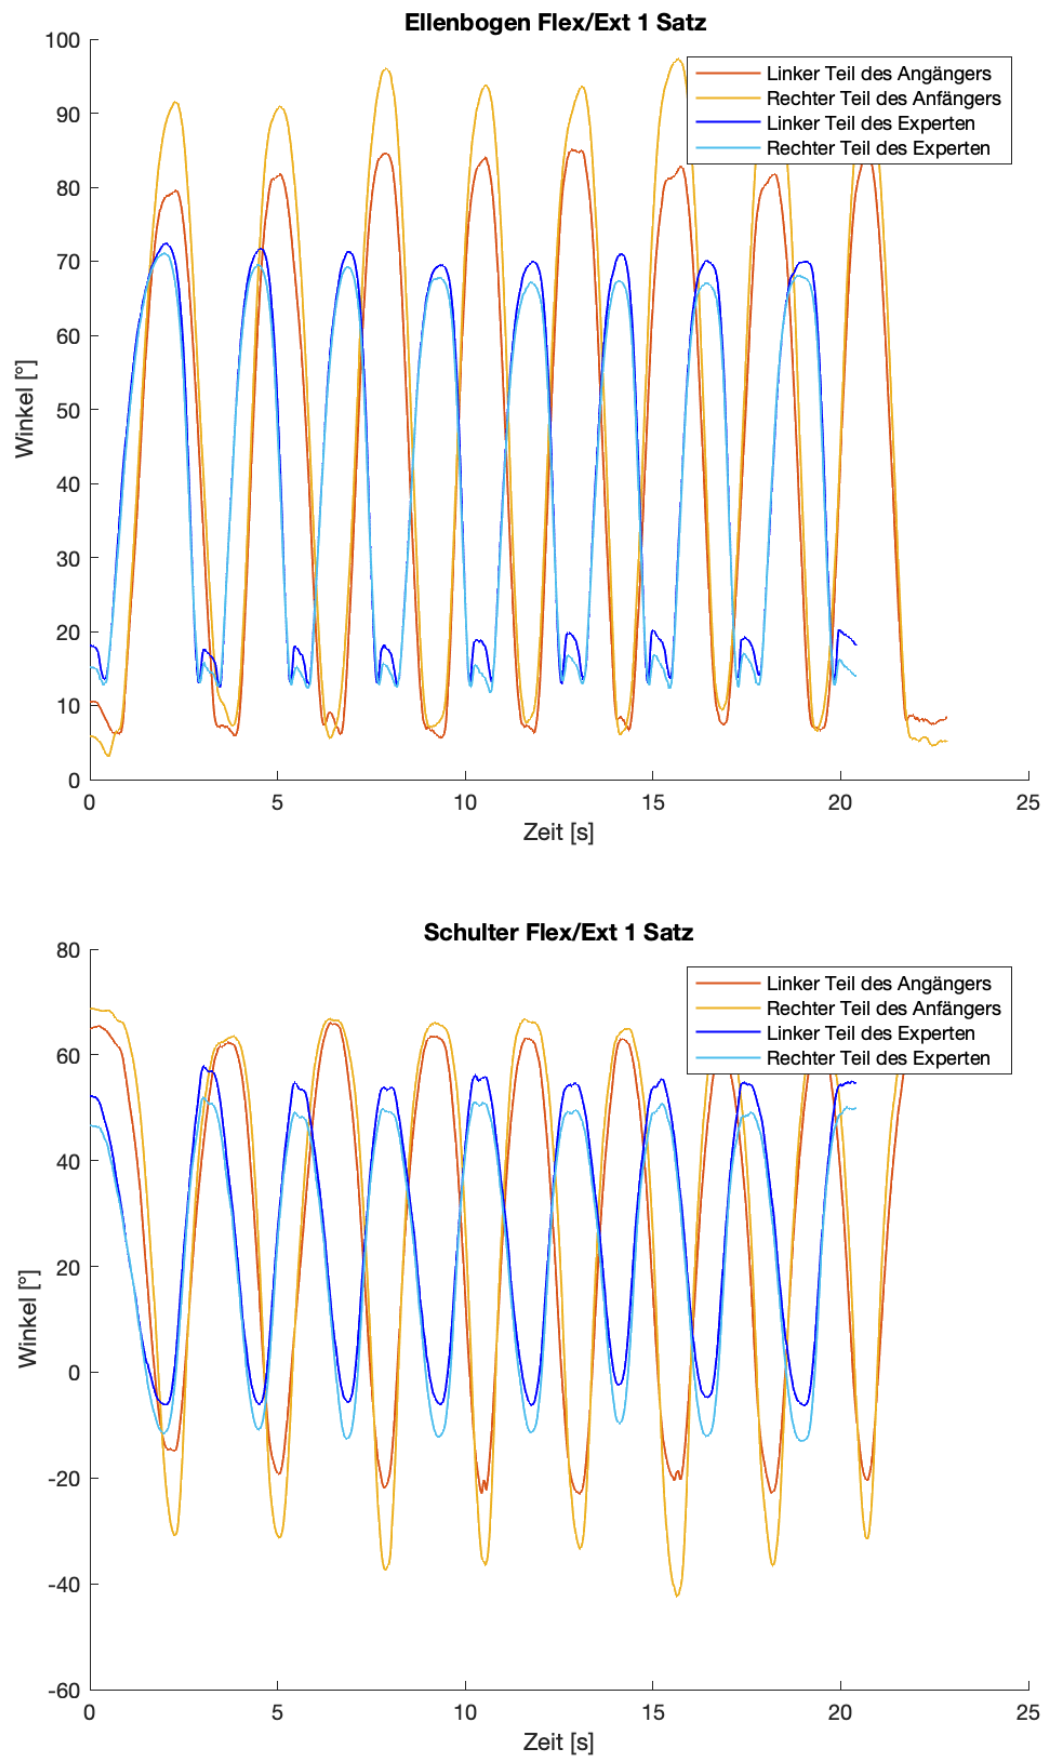 Ellenbogen Flex/Ext 1 Satz
100
90
80
70
60
50
40
30
20
10
0
Winkel [°]
Linker Teil des Angängers
Rechter Teil des Anfängers
Linker Teil des Experten
Rechter Teil des Experten
0 5 10 15 20 25
Zeit [s]
Schulter Flex/Ext 1 Satz
80
60
40
20
0
-20
-40
-60
Winkel [°]
Linker Teil des Angängers
Rechter Teil des Anfängers
Linker Teil des Experten
Rechter Teil des Experten
0 5 10 15 20 25
Zeit [s]